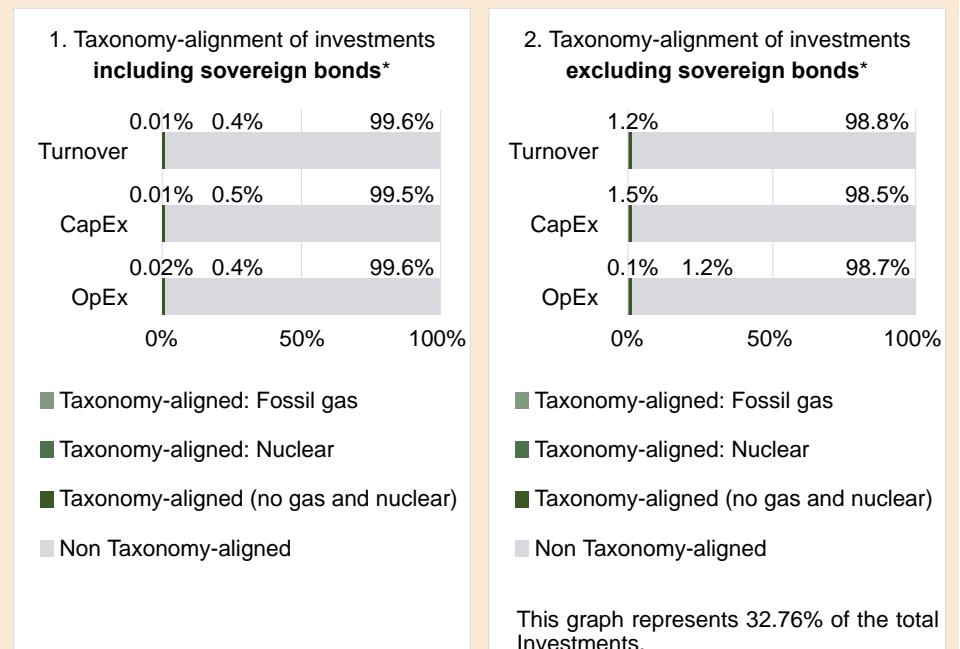 1. Taxonomy-alignment of investments
including sovereign bonds*
0.01% 0.4% 99.6%
Turnover
0.01% 0.5% 99.5%
CapEx
0.02% 0.4% 99.6%
OpEx
0% 50% 100%
Taxonomy-aligned: Fossil gas
Taxonomy-aligned: Nuclear
Taxonomy-aligned (no gas and nuclear)
Non Taxonomy-aligned
2. Taxonomy-alignment of investments
excluding sovereign bonds*
1.2% 98.8%
Turnover
1.5% 98.5%
CapEx
0.1% 1.2% 98.7%
OpEx
0% 50% 100%
Taxonomy-aligned: Fossil gas
Taxonomy-aligned: Nuclear
Taxonomy-aligned (no gas and nuclear)
Non Taxonomy-aligned
This graph represents 32.76% of the total
Investments.